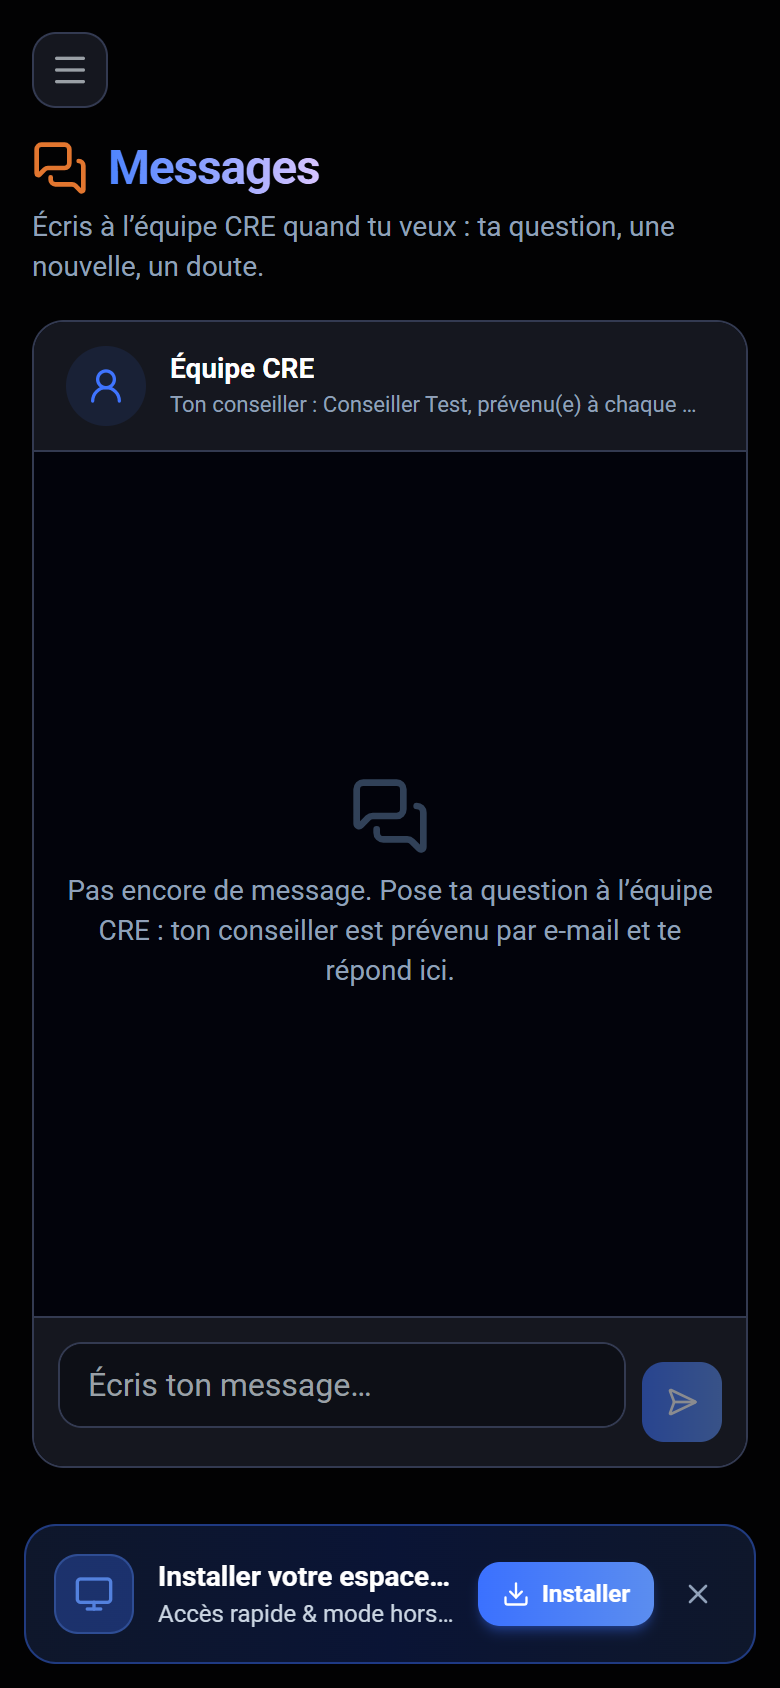 Messages
Écris à l’équipe CRE quand tu veux : ta question, une
nouvelle, un doute.
Équipe CRE
Ton conseiller : Conseiller Test, prévenu(e) à chaque …
Pas encore de message. Pose ta question à l’équipe
CRE : ton conseiller est prévenu par e-mail et te
répond ici.
Écris ton message…
Installer votre espace…
Accès rapide & mode hors…
Installer